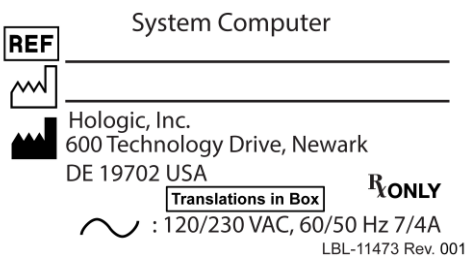 System Computer
REF
Hologic, Inc.
600 Technology Drive, Newark
DE 19702 USA
℞ONLY
Translations in Box
: 120/230 VAC, 60/50 Hz 7/4A
LBL-11473 Rev. 001